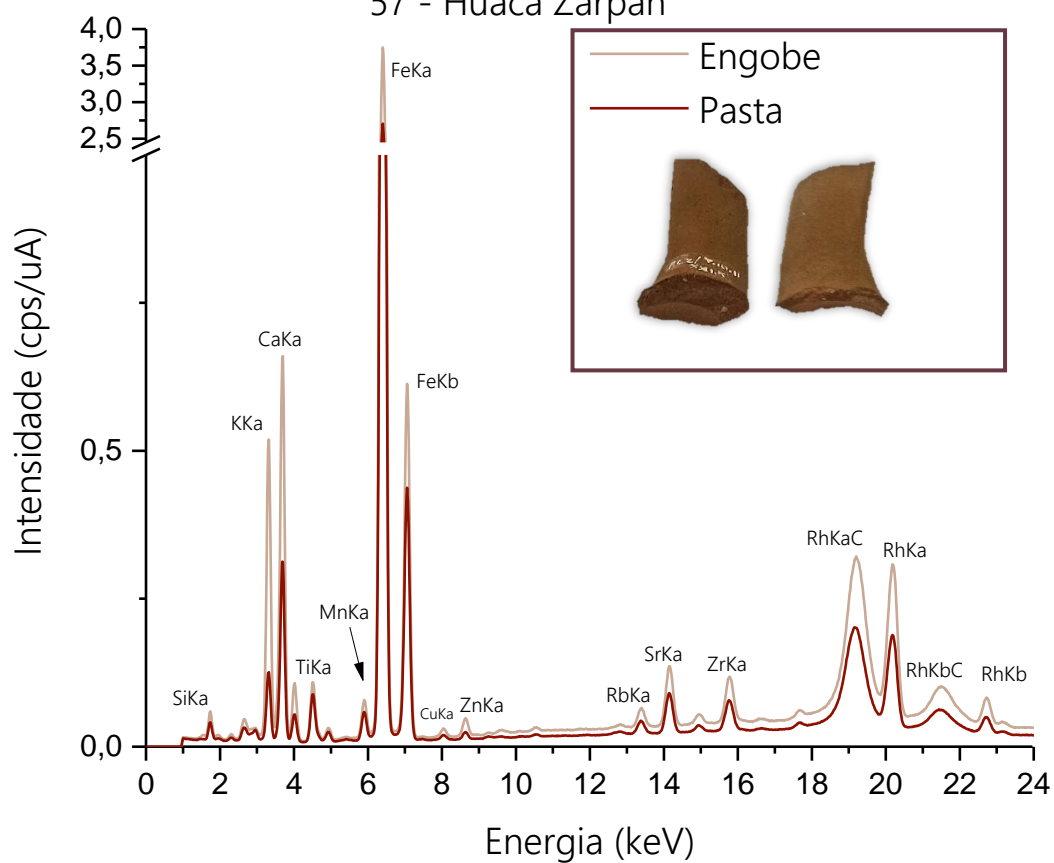 57 - Huaca Zarpán
Engobe
Pasta
4,0
3,5
3,0
2,5
0,5
0,0
Intensidade (cps/uA)
FeKa
CaKa
KKa
FeKb
MnKa
TiKa
SiKa
CuKa
ZnKa
RbKa
SrKa
ZrKa
RhKaC
RhKa
RhKbC
RhKb
0 2 4 6 8 10 12 14 16 18 20 22 24
Energia (keV)